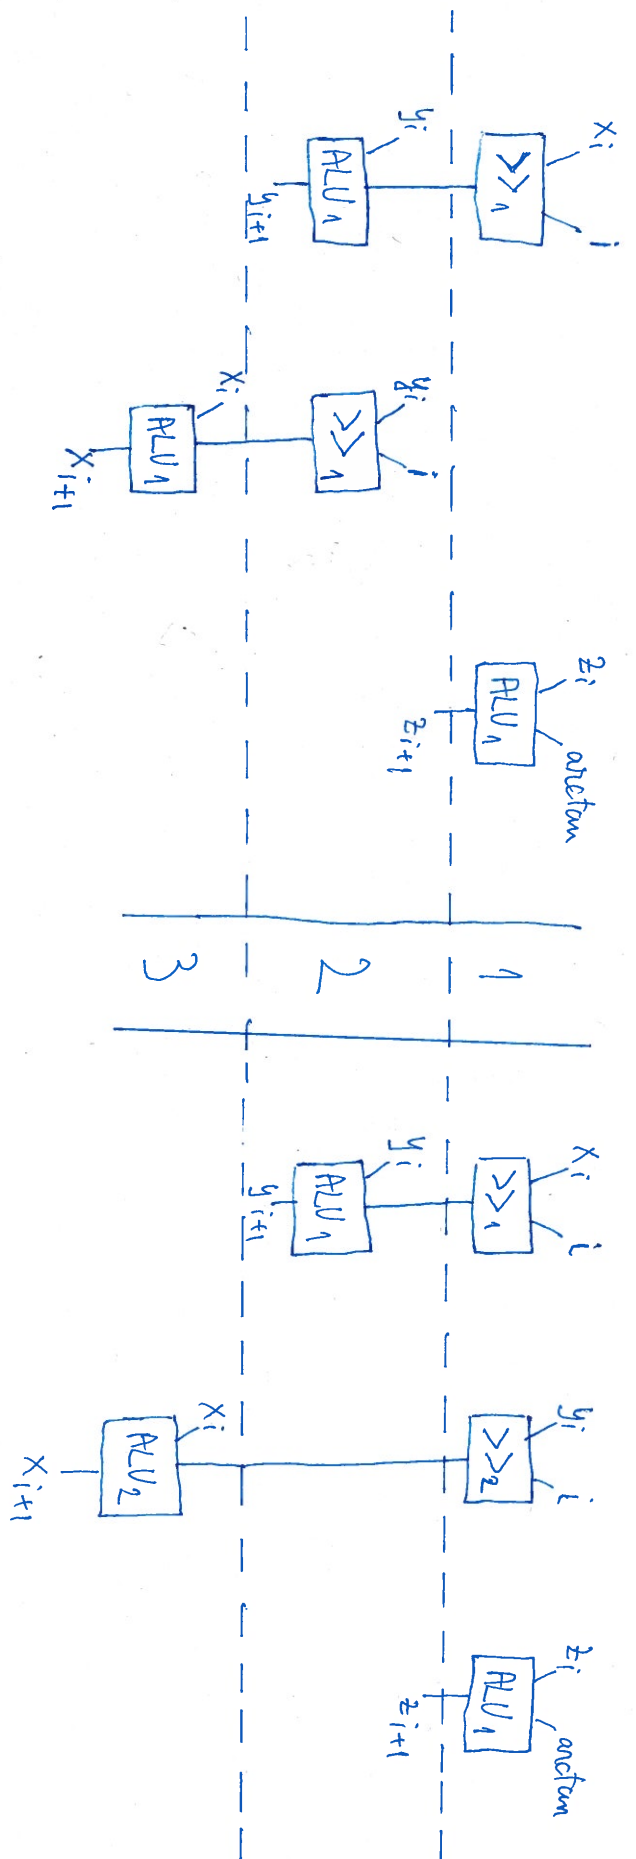 xᵢ i zᵢ arctan xᵢ i yᵢ i zᵢ arctan
>>₁ ALU₁ 1 >>₁ >>₂ ALU₁
yᵢ yᵢ i zᵢ₊₁ yᵢ zᵢ₊₁
ALU₁ >>₁ 2 ALU₁
yᵢ₊₁ xᵢ yᵢ₊₁ xᵢ
ALU₁ 3 ALU₂
xᵢ₊₁ xᵢ₊₁